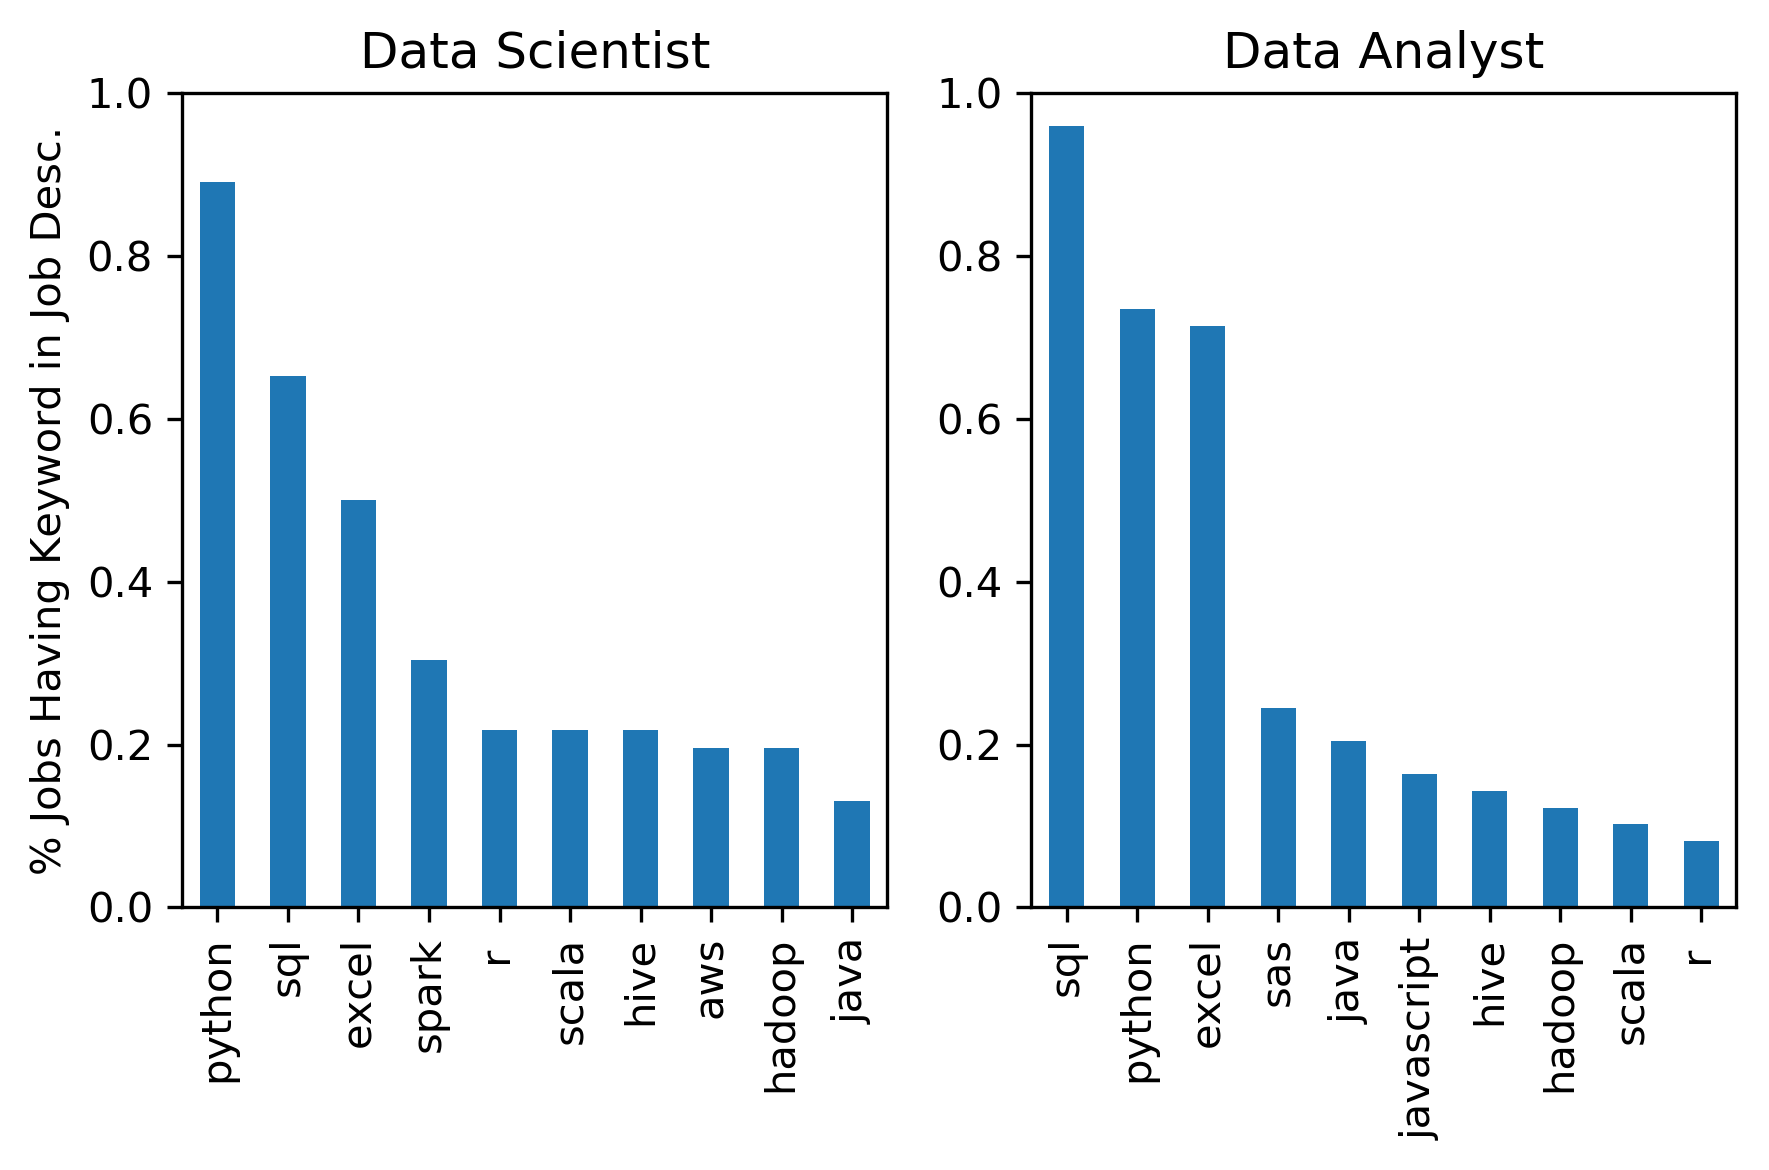 Data Scientist
% Jobs Having Keyword in Job Desc.
1.0
0.8
0.6
0.4
0.2
0.0
python
sql
excel
spark
r
scala
hive
aws
hadoop
java
Data Analyst
1.0
0.8
0.6
0.4
0.2
0.0
sql
python
excel
sas
java
javascript
hive
hadoop
scala
r